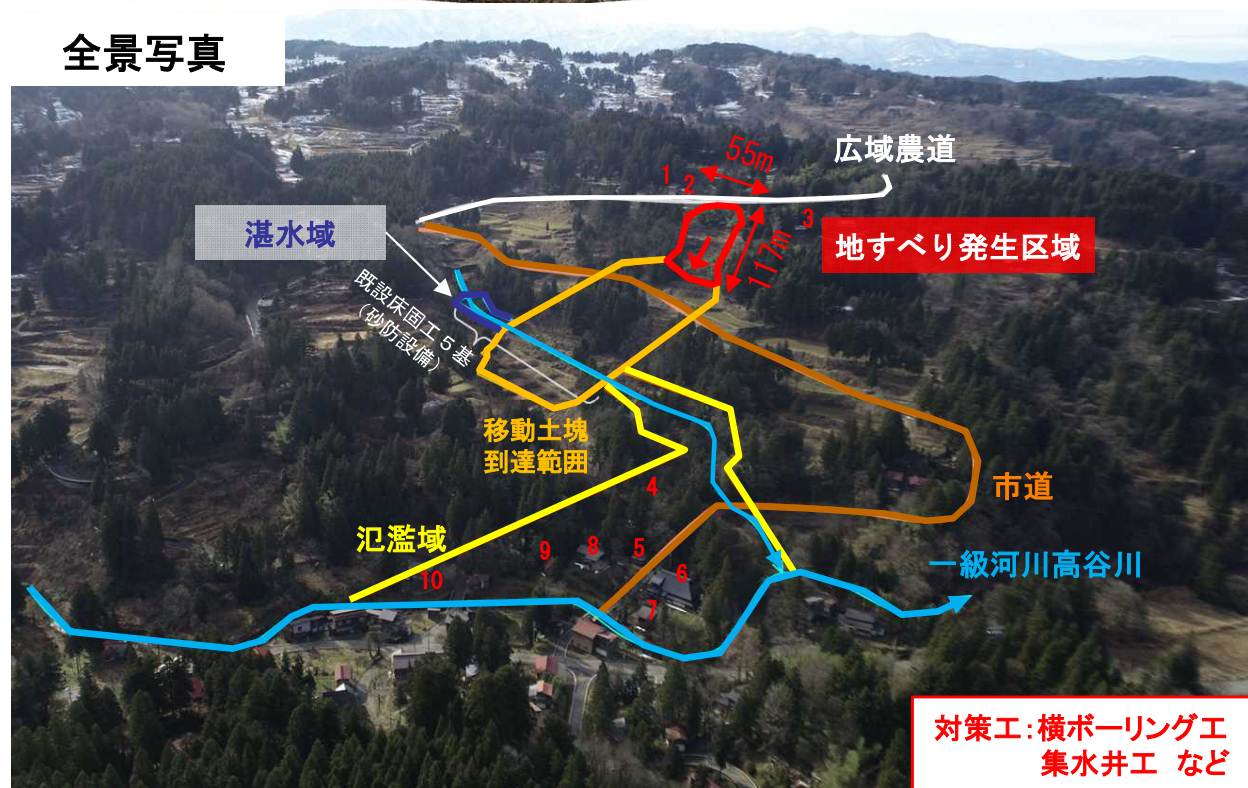 全景写真
広域農道
55m
1
2
3
117m
地すべり発生区域
湛水域
既設床固工5基
(砂防設備)
移動土塊
到達範囲
市道
4
氾濫域
9
8
5
6
7
10
一級河川高谷川
対策工:横ボーリング工
集水井工 など